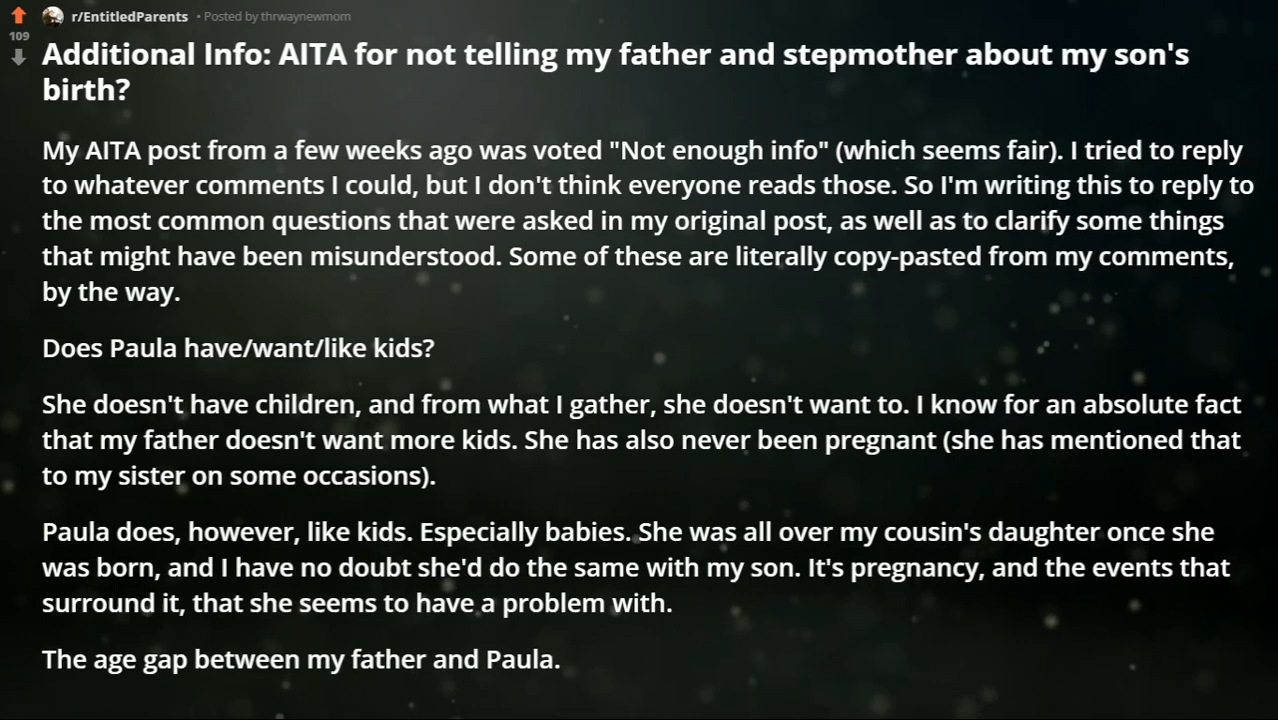 r/EntitledParents • Posted by thrwaynewmom
109
Additional Info: AITA for not telling my father and stepmother about my son's
birth?
My AITA post from a few weeks ago was voted "Not enough info" (which seems fair). I tried to reply
to whatever comments I could, but I don't think everyone reads those. So I'm writing this to reply to
the most common questions that were asked in my original post, as well as to clarify some things
that might have been misunderstood. Some of these are literally copy-pasted from my comments,
by the way.
Does Paula have/want/like kids?
She doesn't have children, and from what I gather, she doesn't want to. I know for an absolute fact
that my father doesn't want more kids. She has also never been pregnant (she has mentioned that
to my sister on some occasions).
Paula does, however, like kids. Especially babies. She was all over my cousin's daughter once she
was born, and I have no doubt she'd do the same with my son. It's pregnancy, and the events that
surround it, that she seems to have a problem with.
The age gap between my father and Paula.